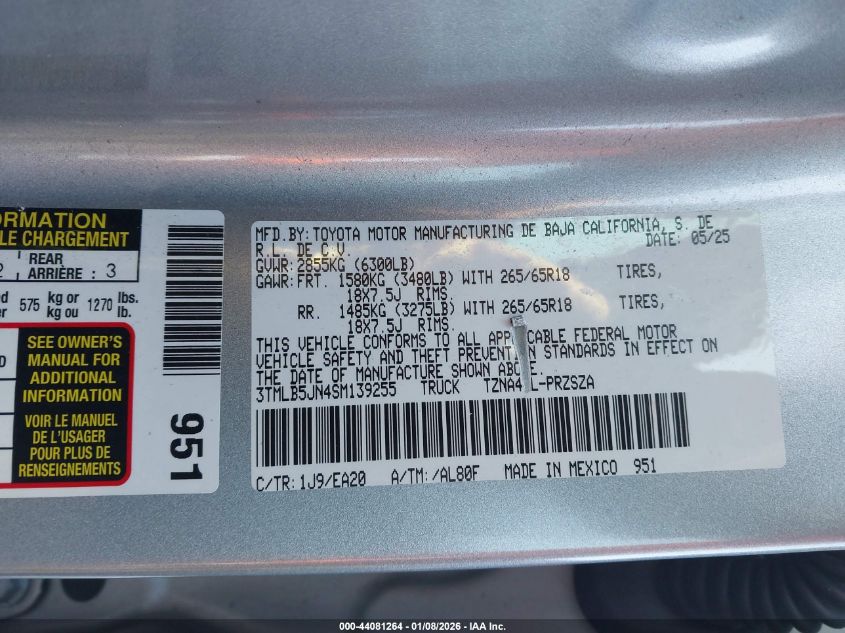 ORMATION
LE CHARGEMENT
2 REAR ARRIÈRE : 3
575 kg or kg ou 1270 lbs. lb.
SEE OWNER'S
MANUAL FOR
ADDITIONAL
INFORMATION
VOIR LE MANUEL
DE L'USAGER
POUR PLUS DE
RENSEIGNEMENTS
951
MFD.BY:TOYOTA MOTOR MANUFACTURING DE BAJA CALIFORNIA, S. DE
R.L. DE C.V. DATE: 05/25
GVWR:2855KG (6300LB)
GAWR:FRT. 1580KG (3480LB) WITH 265/65R18 TIRES,
18X7.5J RIMS.
RR. 1485KG (3275LB) WITH 265/65R18 TIRES,
18X7.5J RIMS.
THIS VEHICLE CONFORMS TO ALL APPLICABLE FEDERAL MOTOR
VEHICLE SAFETY AND THEFT PREVENTION STANDARDS IN EFFECT ON
THE DATE OF MANUFACTURE SHOWN ABOVE.
3TMLB5JN4SM139255 TRUCK TZNA4 L-PRZSZA
C/TR:1J9/EA20 A/TM:/AL80F MADE IN MEXICO 951
000-44081264 - 01/08/2026 - IAA Inc.